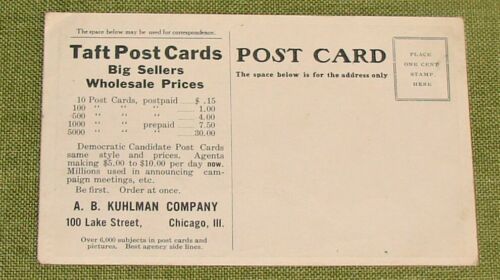 The space below may be used for correspondence.
Taft Post Cards
Big Sellers
Wholesale Prices
10 Post Cards, postpaid ...... $ .15
100 " " " ...... 1.00
500 " " " ...... 4.00
1000 " " prepaid ...... 7.50
5000 " " " ...... 30.00
Democratic Candidate Post Cards
same style and prices. Agents
making $5.00 to $10.00 per day now.
Millions used in announcing cam-
paign meetings, etc.
Be first. Order at once.
A. B. KUHLMAN COMPANY
100 Lake Street, Chicago, Ill.
Over 6,000 subjects in post cards and
pictures. Best agency side lines.
POST CARD
The space below is for the address only
PLACE
ONE CENT
STAMP
HERE